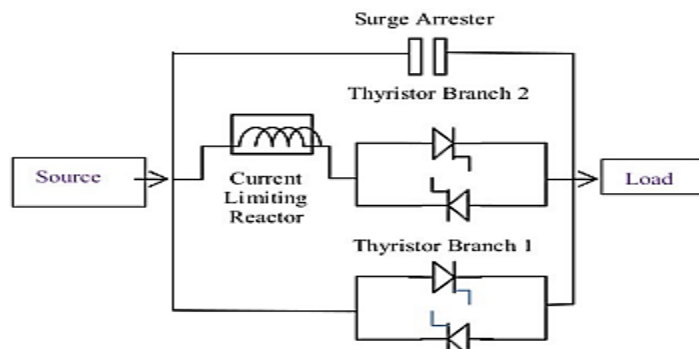 Surge Arrester
Thyristor Branch 2
Source
Current
Limiting
Reactor
Load
Thyristor Branch 1